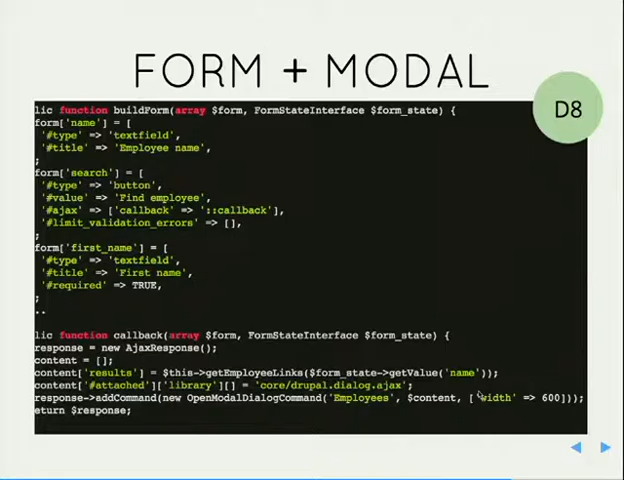 FORM + MODAL
D8
lic function buildForm(array $form, FormStateInterface $form_state) {
form['name'] = [
'#type' => 'textfield',
'#title' => 'Employee name',
;
form['search'] = [
'#type' => 'button',
'#value' => 'Find employee',
'#ajax' => ['callback' => '::callback'],
'#limit_validation_errors' => [],
;
form['first_name'] = [
'#type' => 'textfield',
'#title' => 'First name',
'#required' => TRUE,
;
..
lic function callback(array $form, FormStateInterface $form_state) {
response = new AjaxResponse();
content = [];
content['results'] = $this->getEmployeeLinks($form_state->getValue('name'));
content['#attached']['library'][] = 'core/drupal.dialog.ajax';
response->addCommand(new OpenModalDialogCommand('Employees', $content, ['width' => 600]));
eturn $response;